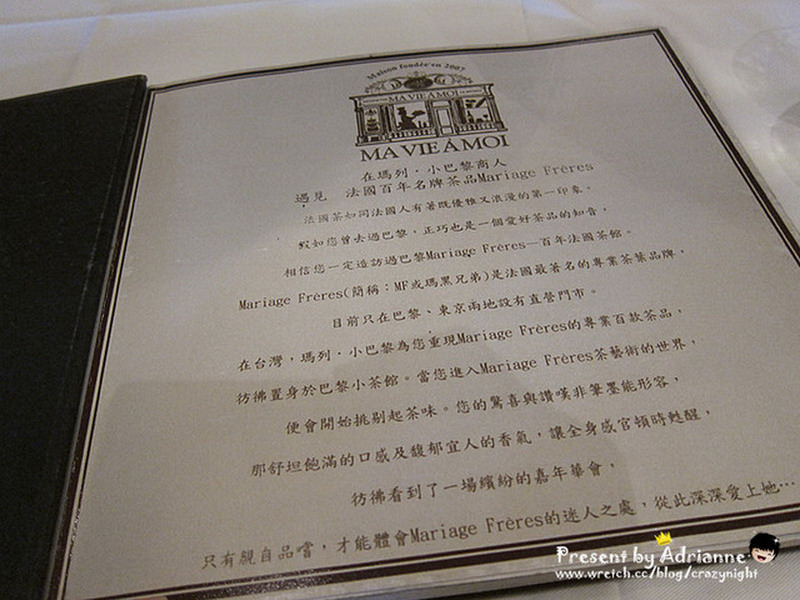 Maison fondée en 2007
MA VIE À MOI
MA VIE À MOI
在瑪列．小巴黎商人
遇見　法國百年名牌茶品Mariage Frères
法國茶如同法國人有著既優雅又浪漫的第一印象。
假如您曾去過巴黎，正巧也是一個愛好茶品的知音，
相信您一定造訪過巴黎Mariage Frères—百年法國茶館。
Mariage Frères(簡稱：MF或瑪黑兄弟)是法國最著名的專業茶葉品牌，
目前只在巴黎、東京兩地設有直營門市。
在台灣，瑪列．小巴黎為您重現Mariage Frères的專業百款茶品，
彷彿置身於巴黎小茶館。當您進入Mariage Frères茶藝術的世界，
便會開始挑剔起茶味。您的驚喜與讚嘆非筆墨能形容，
那舒坦飽滿的口感及馥郁宜人的香氣，讓全身感官頓時甦醒，
彷彿看到了一場繽紛的嘉年華會，
只有親自品嚐，才能體會Mariage Frères的迷人之處，從此深深愛上她…
Present by Adrianne
www.wretch.cc/blog/crazynight